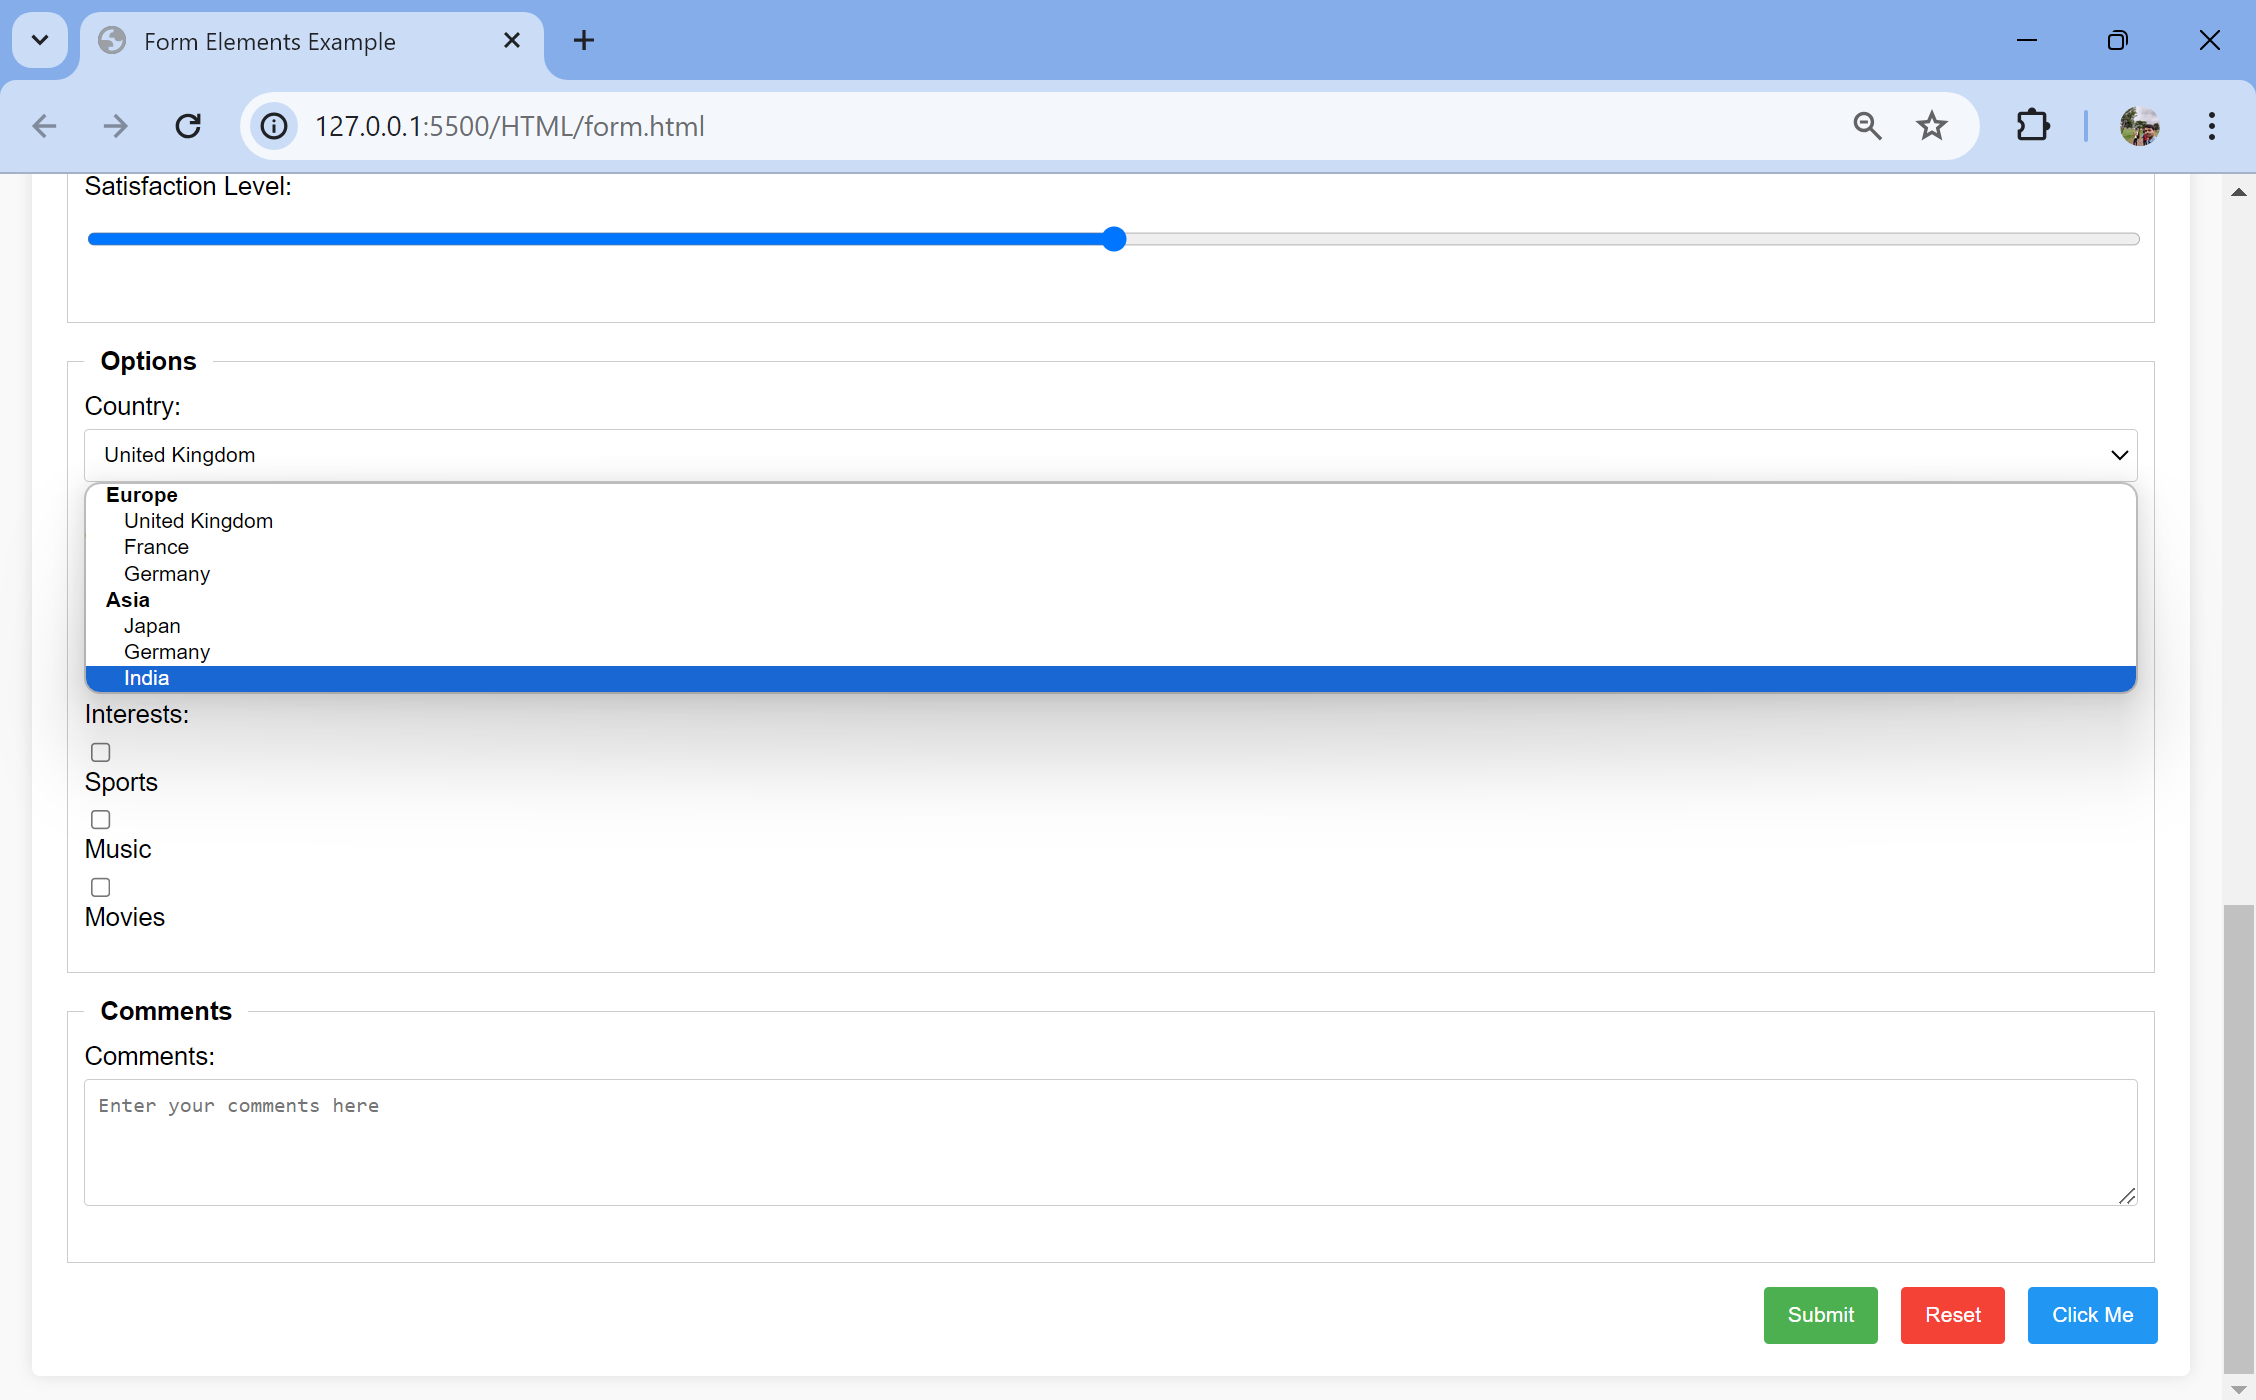 Form Elements Example
127.0.0.1:5500/HTML/form.html
Satisfaction Level:
Options
Country:
United Kingdom
Europe
United Kingdom
France
Germany
Asia
Japan
Germany
India
Interests:
Sports
Music
Movies
Comments
Comments:
Enter your comments here
Submit Reset Click Me